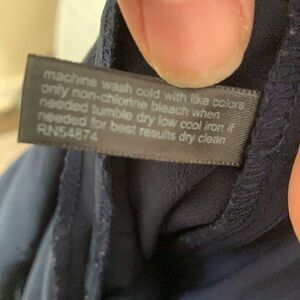 machine wash cold with like colors
only non-chlorine bleach when
needed tumble dry low cool iron if
needed for best results dry clean
RN54874